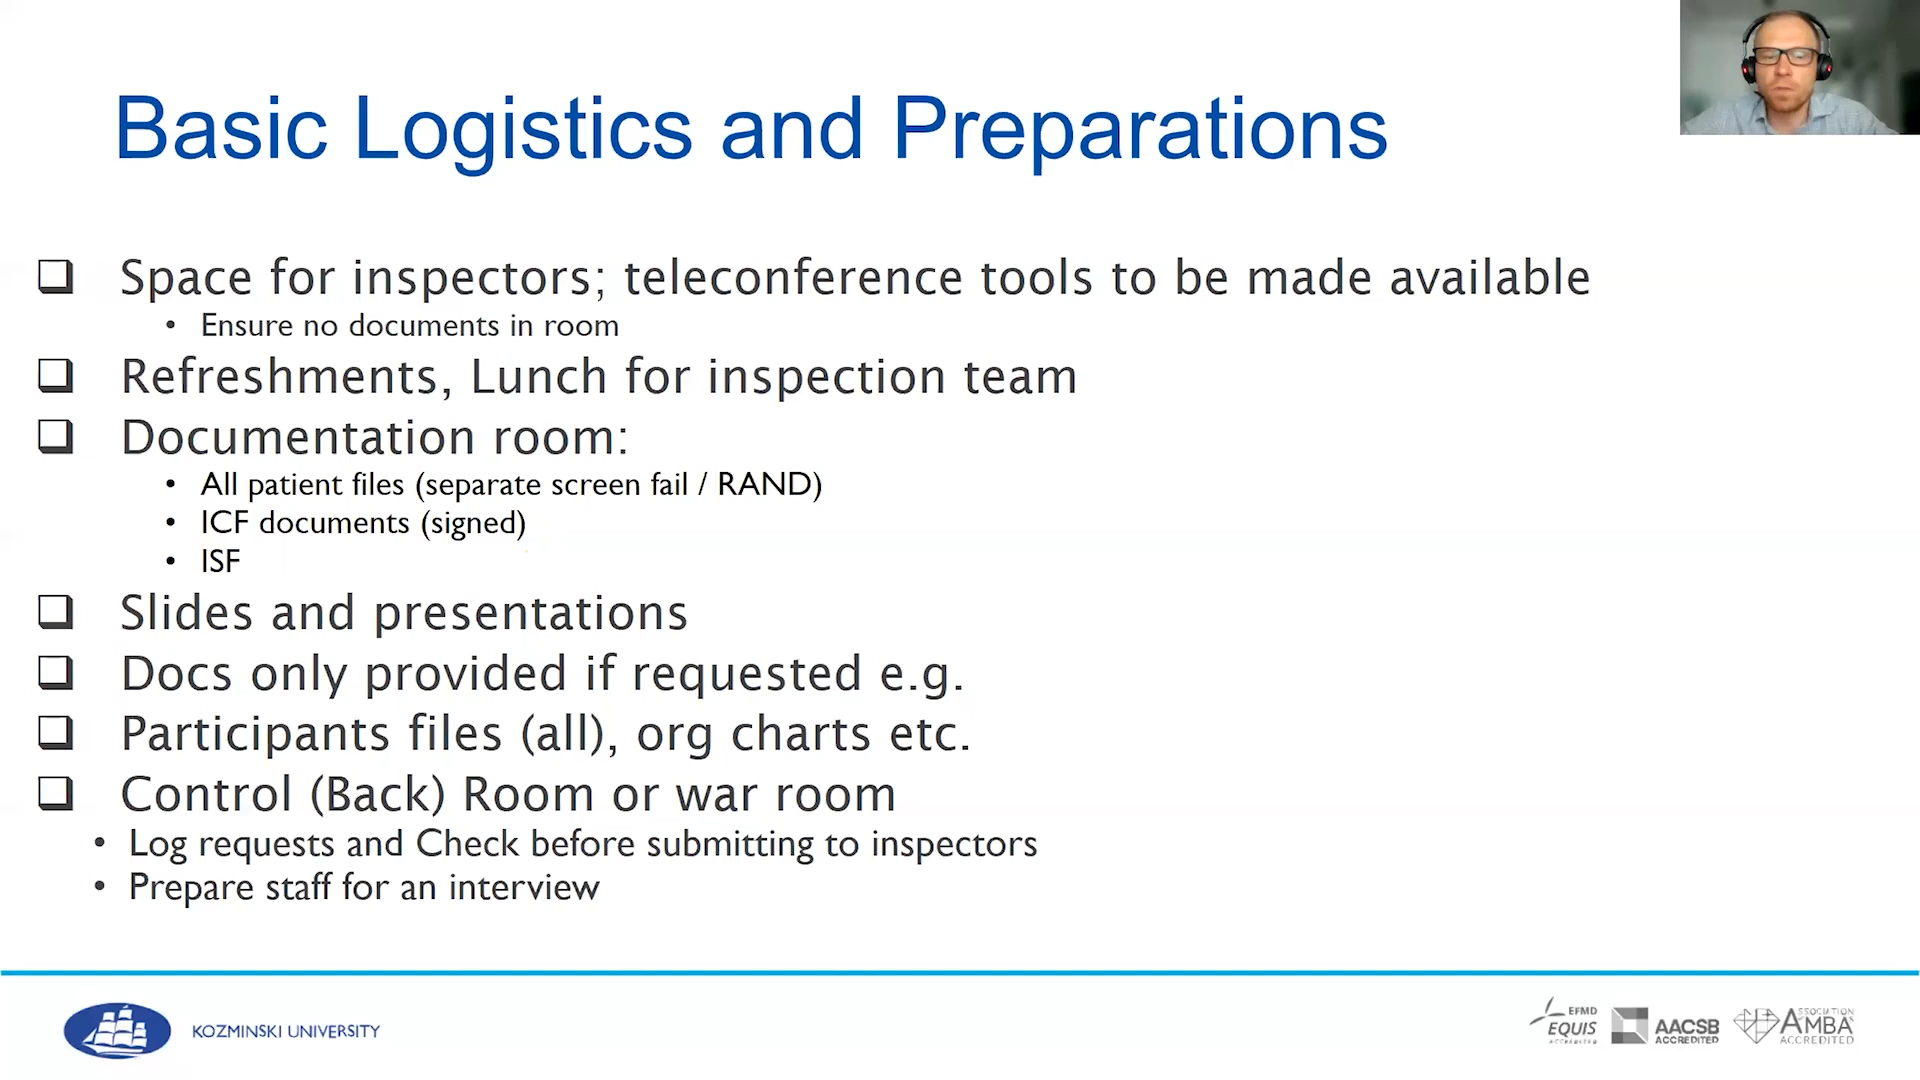 Basic Logistics and Preparations
Space for inspectors; teleconference tools to be made available
• Ensure no documents in room
Refreshments, Lunch for inspection team
Documentation room:
• All patient files (separate screen fail / RAND)
• ICF documents (signed)
• ISF
Slides and presentations
Docs only provided if requested e.g.
Participants files (all), org charts etc.
Control (Back) Room or war room
• Log requests and Check before submitting to inspectors
• Prepare staff for an interview
KOZMINSKI UNIVERSITY
EFMD
EQUIS
ACCREDITED
AACSB
ACCREDITED
ASSOCIATION
AMBA
ACCREDITED